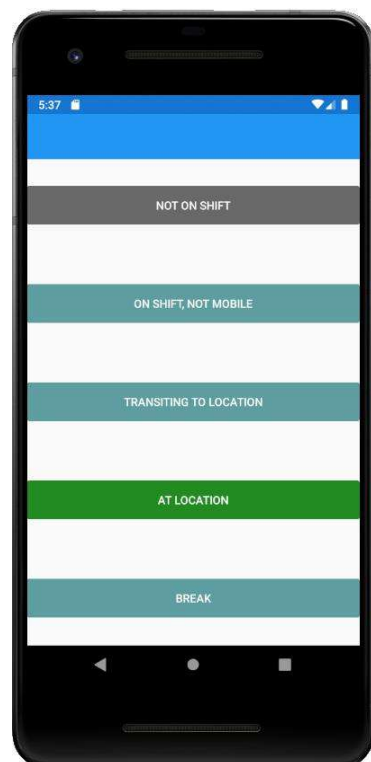 5:37
NOT ON SHIFT
ON SHIFT, NOT MOBILE
TRANSITING TO LOCATION
AT LOCATION
BREAK